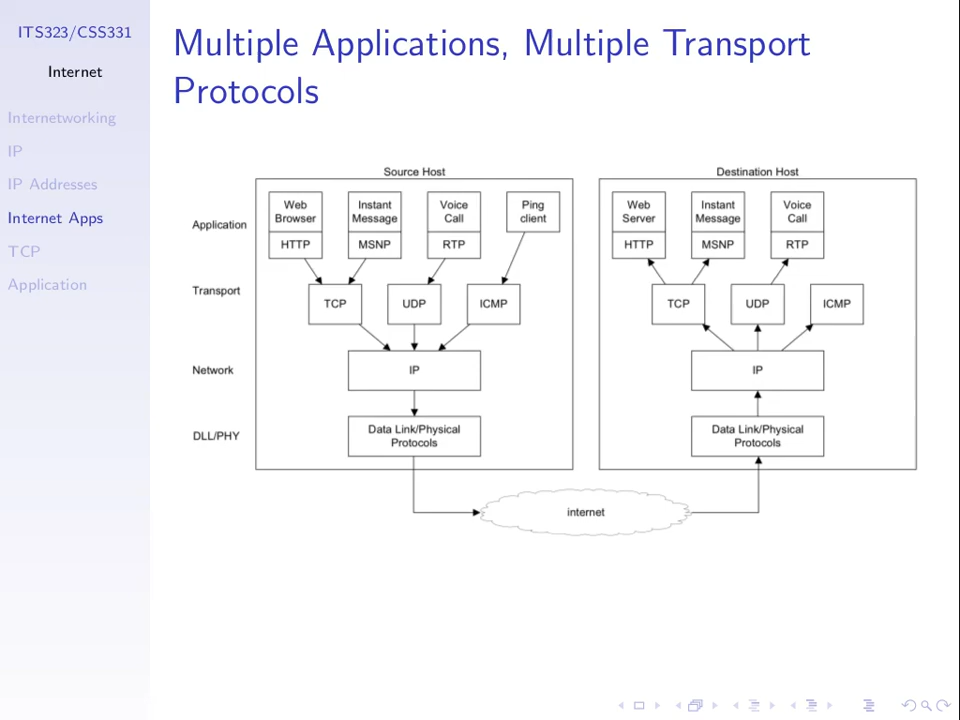 ITS323/CSS331
Internet
Internetworking
IP
IP Addresses
Internet Apps
TCP
Application
Multiple Applications, Multiple Transport
Protocols
Source Host
Destination Host
Application
Web
Browser
HTTP
Instant
Message
MSNP
Voice
Call
RTP
Ping
client
Web
Server
HTTP
Instant
Message
MSNP
Voice
Call
RTP
Transport
TCP
UDP
ICMP
TCP
UDP
ICMP
Network
IP
IP
DLL/PHY
Data Link/Physical
Protocols
Data Link/Physical
Protocols
internet